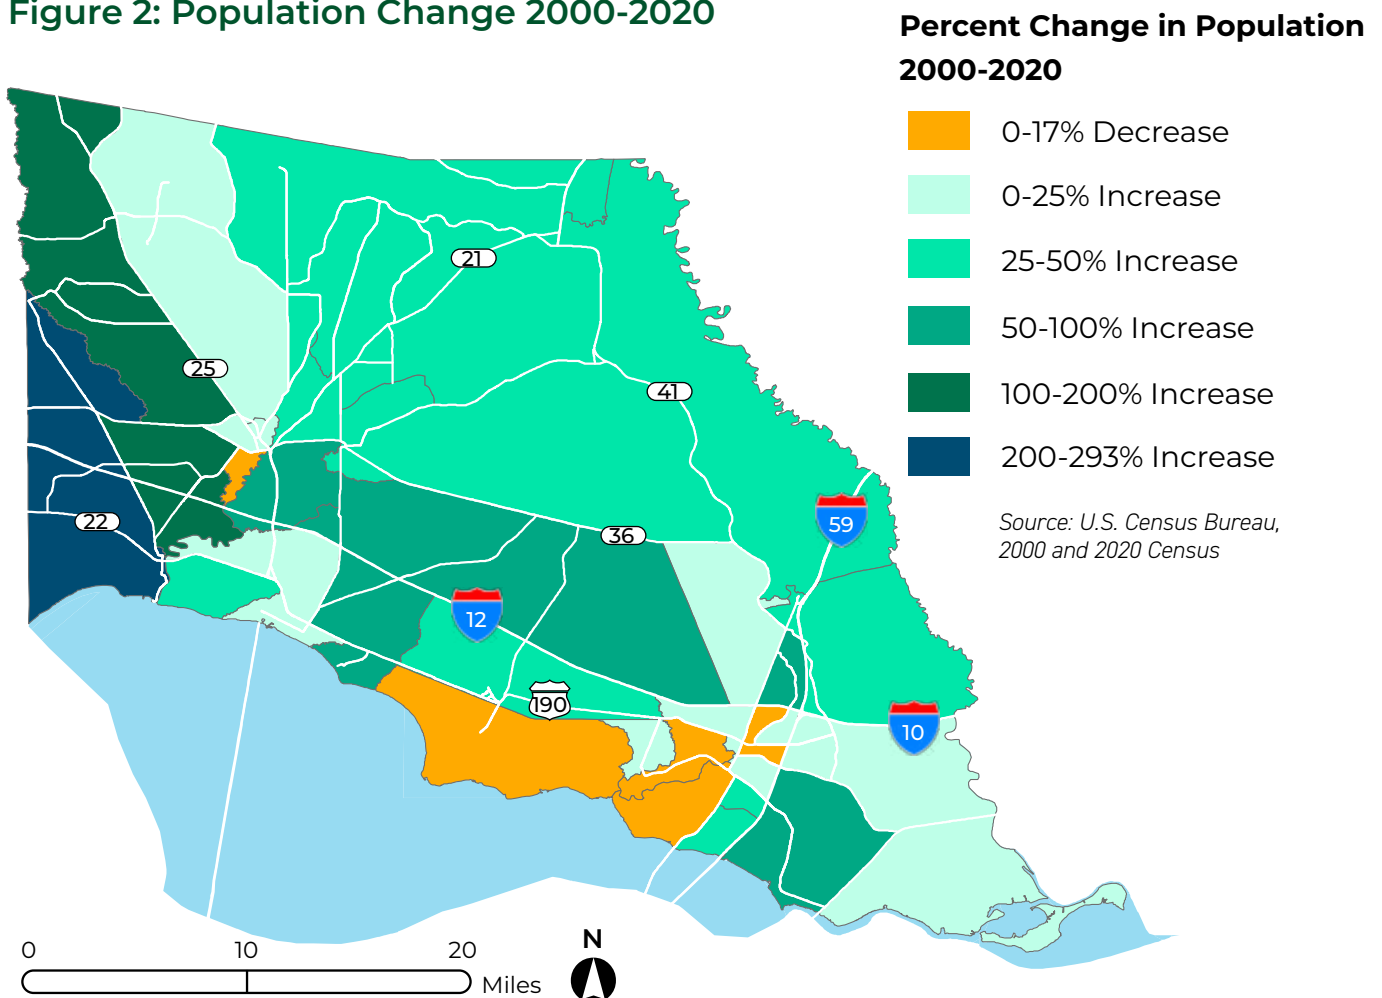 Figure 2: Population Change 2000-2020
Percent Change in Population
2000-2020
0-17% Decrease
0-25% Increase
25-50% Increase
50-100% Increase
100-200% Increase
200-293% Increase
Source: U.S. Census Bureau,
2000 and 2020 Census
21
25
41
22
36
59
12
190
10
0 10 20
Miles
N